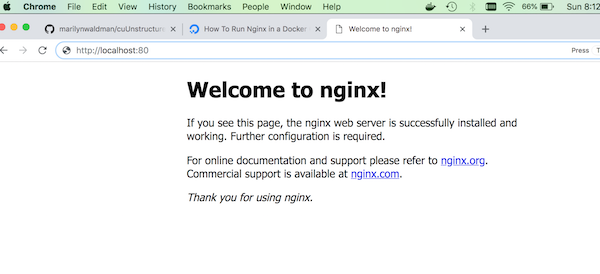 Chrome File Edit View History Bookmarks People Window Help 66% Sun 8:12
marilynwaldman/cuUnstructur How To Run Nginx in a Docker Welcome to nginx!
http://localhost:80 Press
Welcome to nginx!
If you see this page, the nginx web server is successfully installed and
working. Further configuration is required.
For online documentation and support please refer to nginx.org.
Commercial support is available at nginx.com.
Thank you for using nginx.